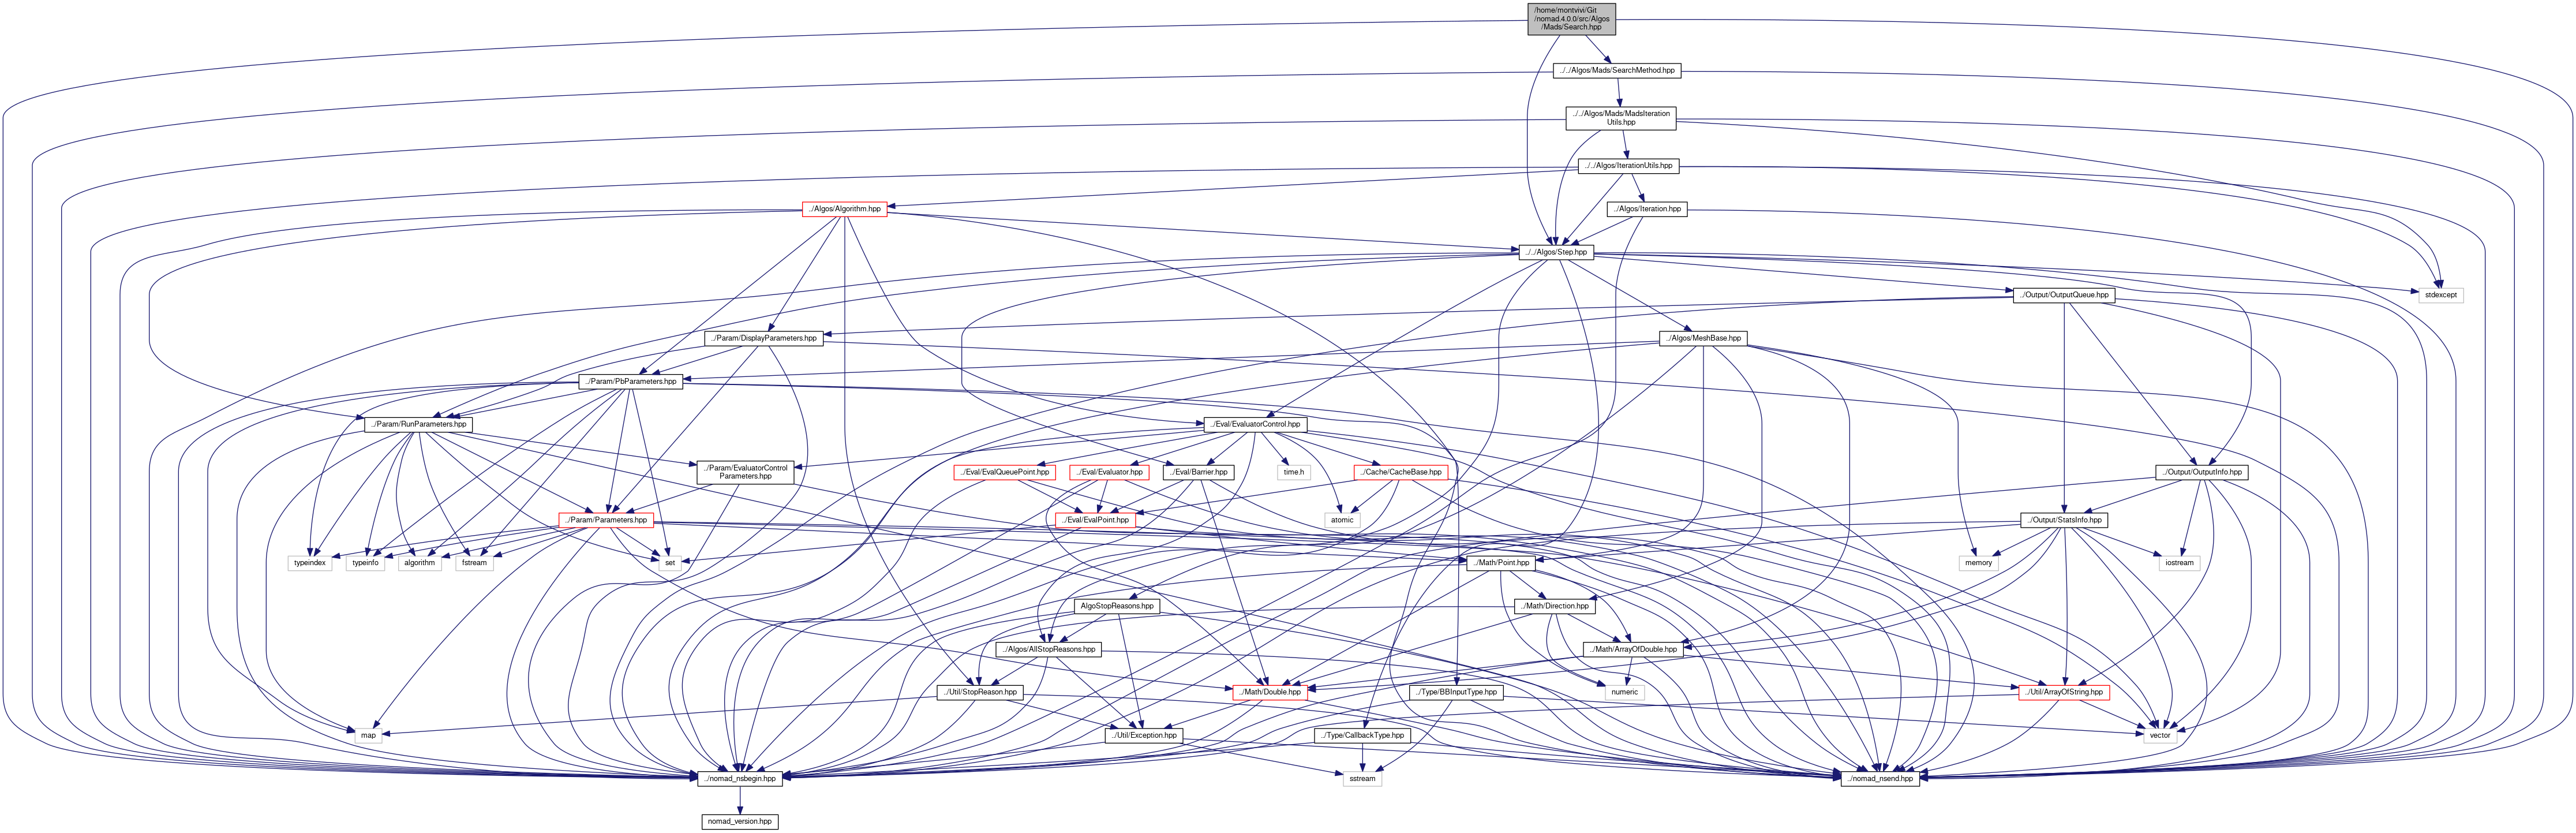 /home/montvivi/Git
/nomad.4.0.0/src/Algos
/Mads/Search.hpp
../../Algos/Mads/SearchMethod.hpp
../../Algos/Mads/MadsIteration
Utils.hpp
../../Algos/IterationUtils.hpp
../Algos/Algorithm.hpp
../Algos/Iteration.hpp
../../Algos/Step.hpp
../Output/OutputQueue.hpp
stdexcept
../Param/DisplayParameters.hpp
../Algos/MeshBase.hpp
../Param/PbParameters.hpp
../Param/RunParameters.hpp
../Eval/EvaluatorControl.hpp
../Param/EvaluatorControl
Parameters.hpp
../Eval/EvalQueuePoint.hpp
../Eval/Evaluator.hpp
../Eval/Barrier.hpp
time.h
../Cache/CacheBase.hpp
../Output/OutputInfo.hpp
../Param/Parameters.hpp
../Eval/EvalPoint.hpp
atomic
../Output/StatsInfo.hpp
typeindex
typeinfo
algorithm
fstream
set
../Math/Point.hpp
memory
iostream
AlgoStopReasons.hpp
../Math/Direction.hpp
../Algos/AllStopReasons.hpp
../Math/ArrayOfDouble.hpp
../Util/StopReason.hpp
../Math/Double.hpp
../Type/BBInputType.hpp
numeric
../Util/ArrayOfString.hpp
map
../Util/Exception.hpp
../Type/CallbackType.hpp
vector
../nomad_nsbegin.hpp
sstream
../nomad_nsend.hpp
nomad_version.hpp